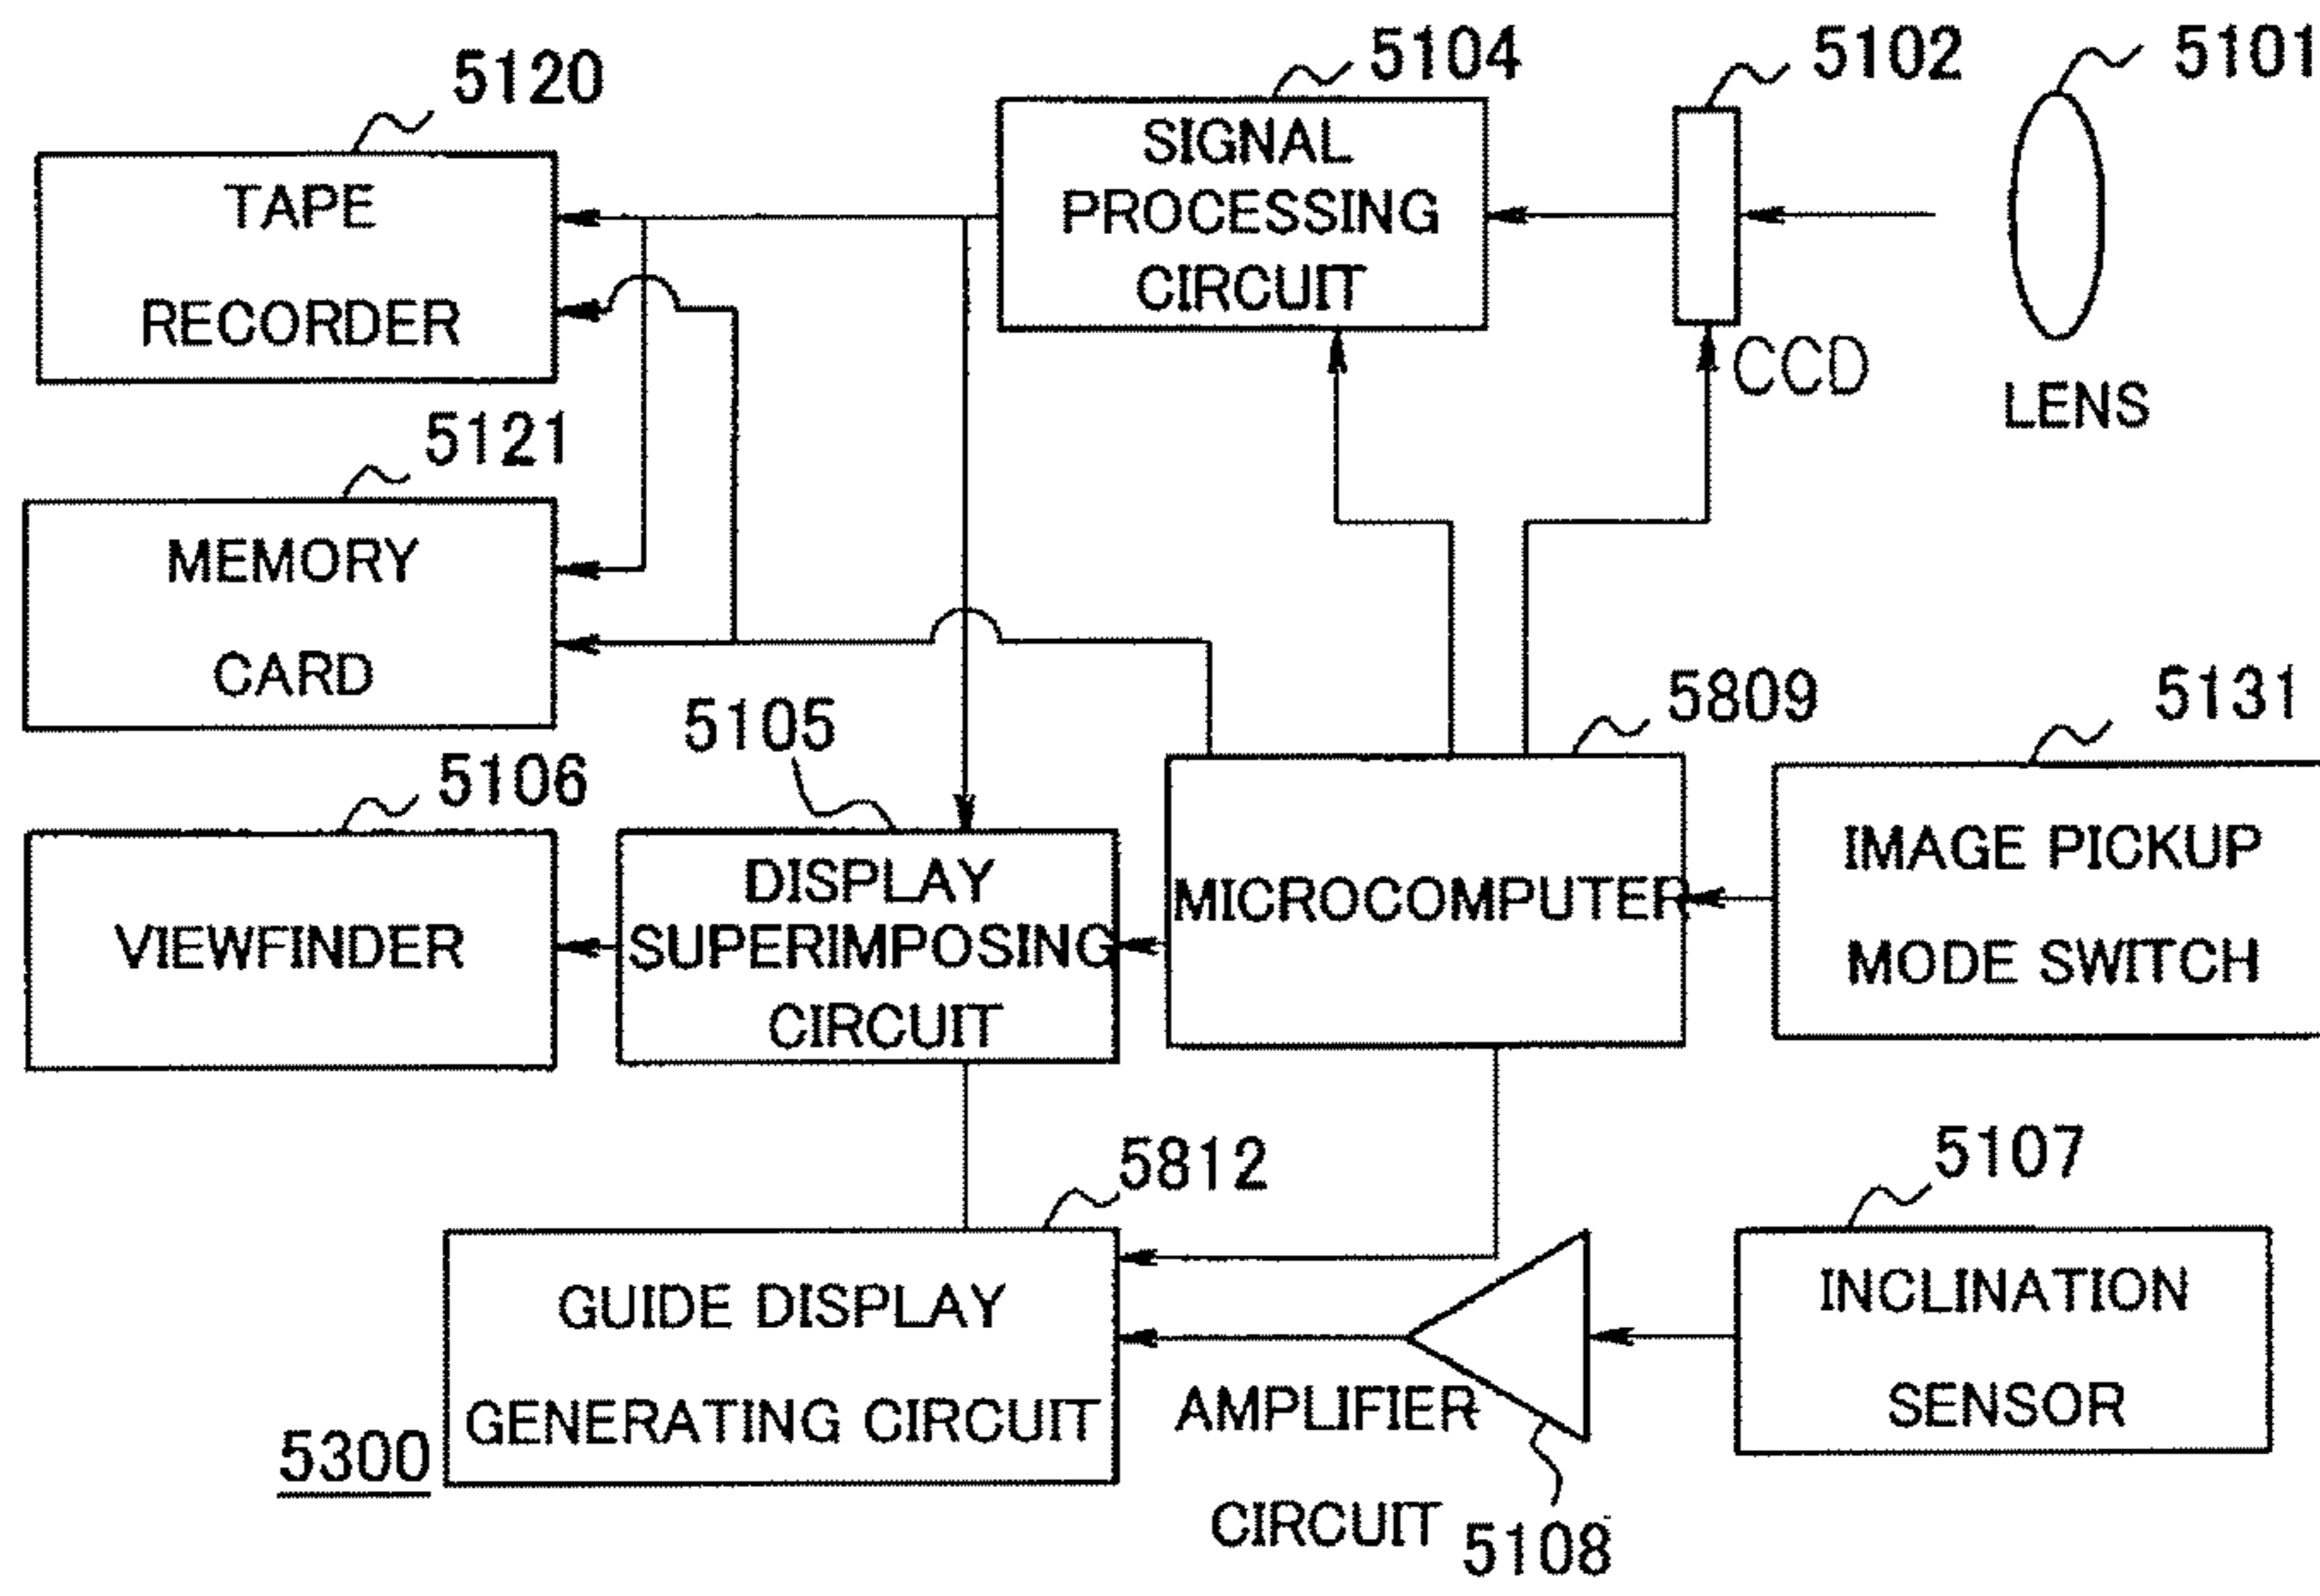 5120
5104
5102
5101
TAPE
RECORDER
SIGNAL
PROCESSING
CIRCUIT
CCD
LENS
5121
MEMORY
CARD
5105
5809
5131
5106
VIEWFINDER
DISPLAY
SUPERIMPOSING
CIRCUIT
MICROCOMPUTER
IMAGE PICKUP
MODE SWITCH
5812
5107
GUIDE DISPLAY
GENERATING CIRCUIT
AMPLIFIER
CIRCUIT
INCLINATION
SENSOR
5300
5108